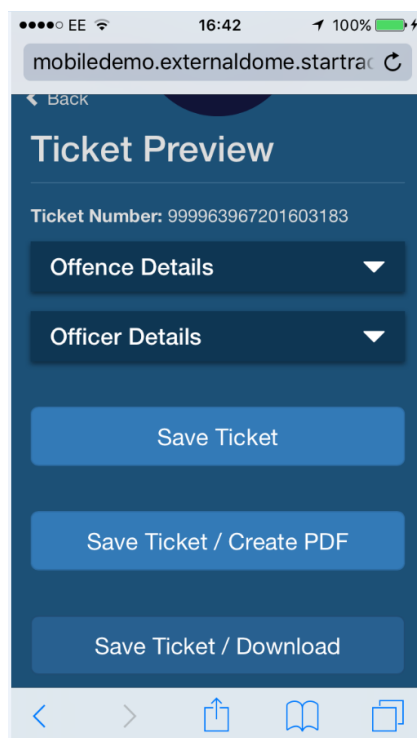 EE 16:42 100%
mobiledemo.externaldome.startrac
Back
Ticket Preview
Ticket Number: 999963967201603183
Offence Details
Officer Details
Save Ticket
Save Ticket / Create PDF
Save Ticket / Download